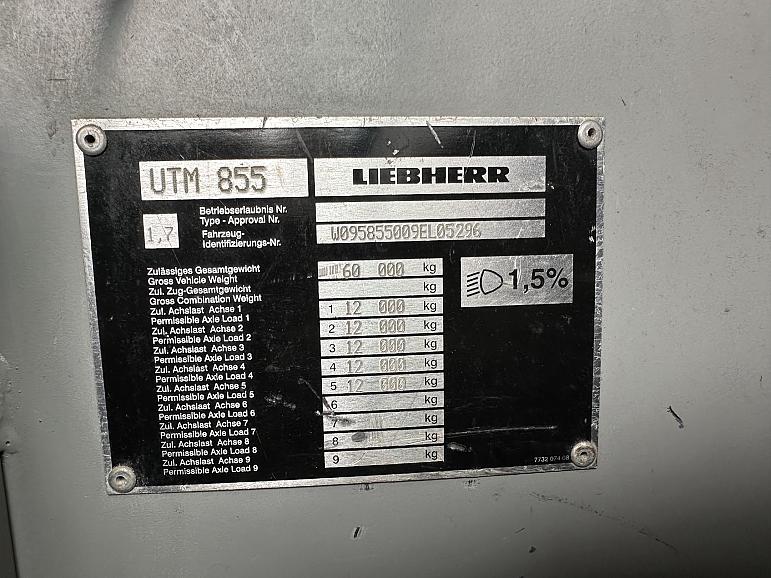 UTM 855
LIEBHERR
Betriebserlaubnis Nr.
Type - Approval Nr.
1,7
Fahrzeug-
Identifizierungs-Nr.
W095855009EL05296
Zulässiges Gesamtgewicht
Gross Vehicle Weight
60 000 kg
Zul. Zug-Gesamtgewicht
Gross Combination Weight
kg
Zul. Achslast Achse 1
Permissible Axle Load 1
1 12 000 kg
Zul. Achslast Achse 2
Permissible Axle Load 2
2 12 000 kg
Zul. Achslast Achse 3
Permissible Axle Load 3
3 12 000 kg
Zul. Achslast Achse 4
Permissible Axle Load 4
4 12 000 kg
Zul. Achslast Achse 5
Permissible Axle Load 5
5 12 000 kg
Zul. Achslast Achse 6
Permissible Axle Load 6
6 kg
Zul. Achslast Achse 7
Permissible Axle Load 7
7 kg
Zul. Achslast Achse 8
Permissible Axle Load 8
8 kg
Zul. Achslast Achse 9
Permissible Axle Load 9
9 kg
1,5%
7732 074 08